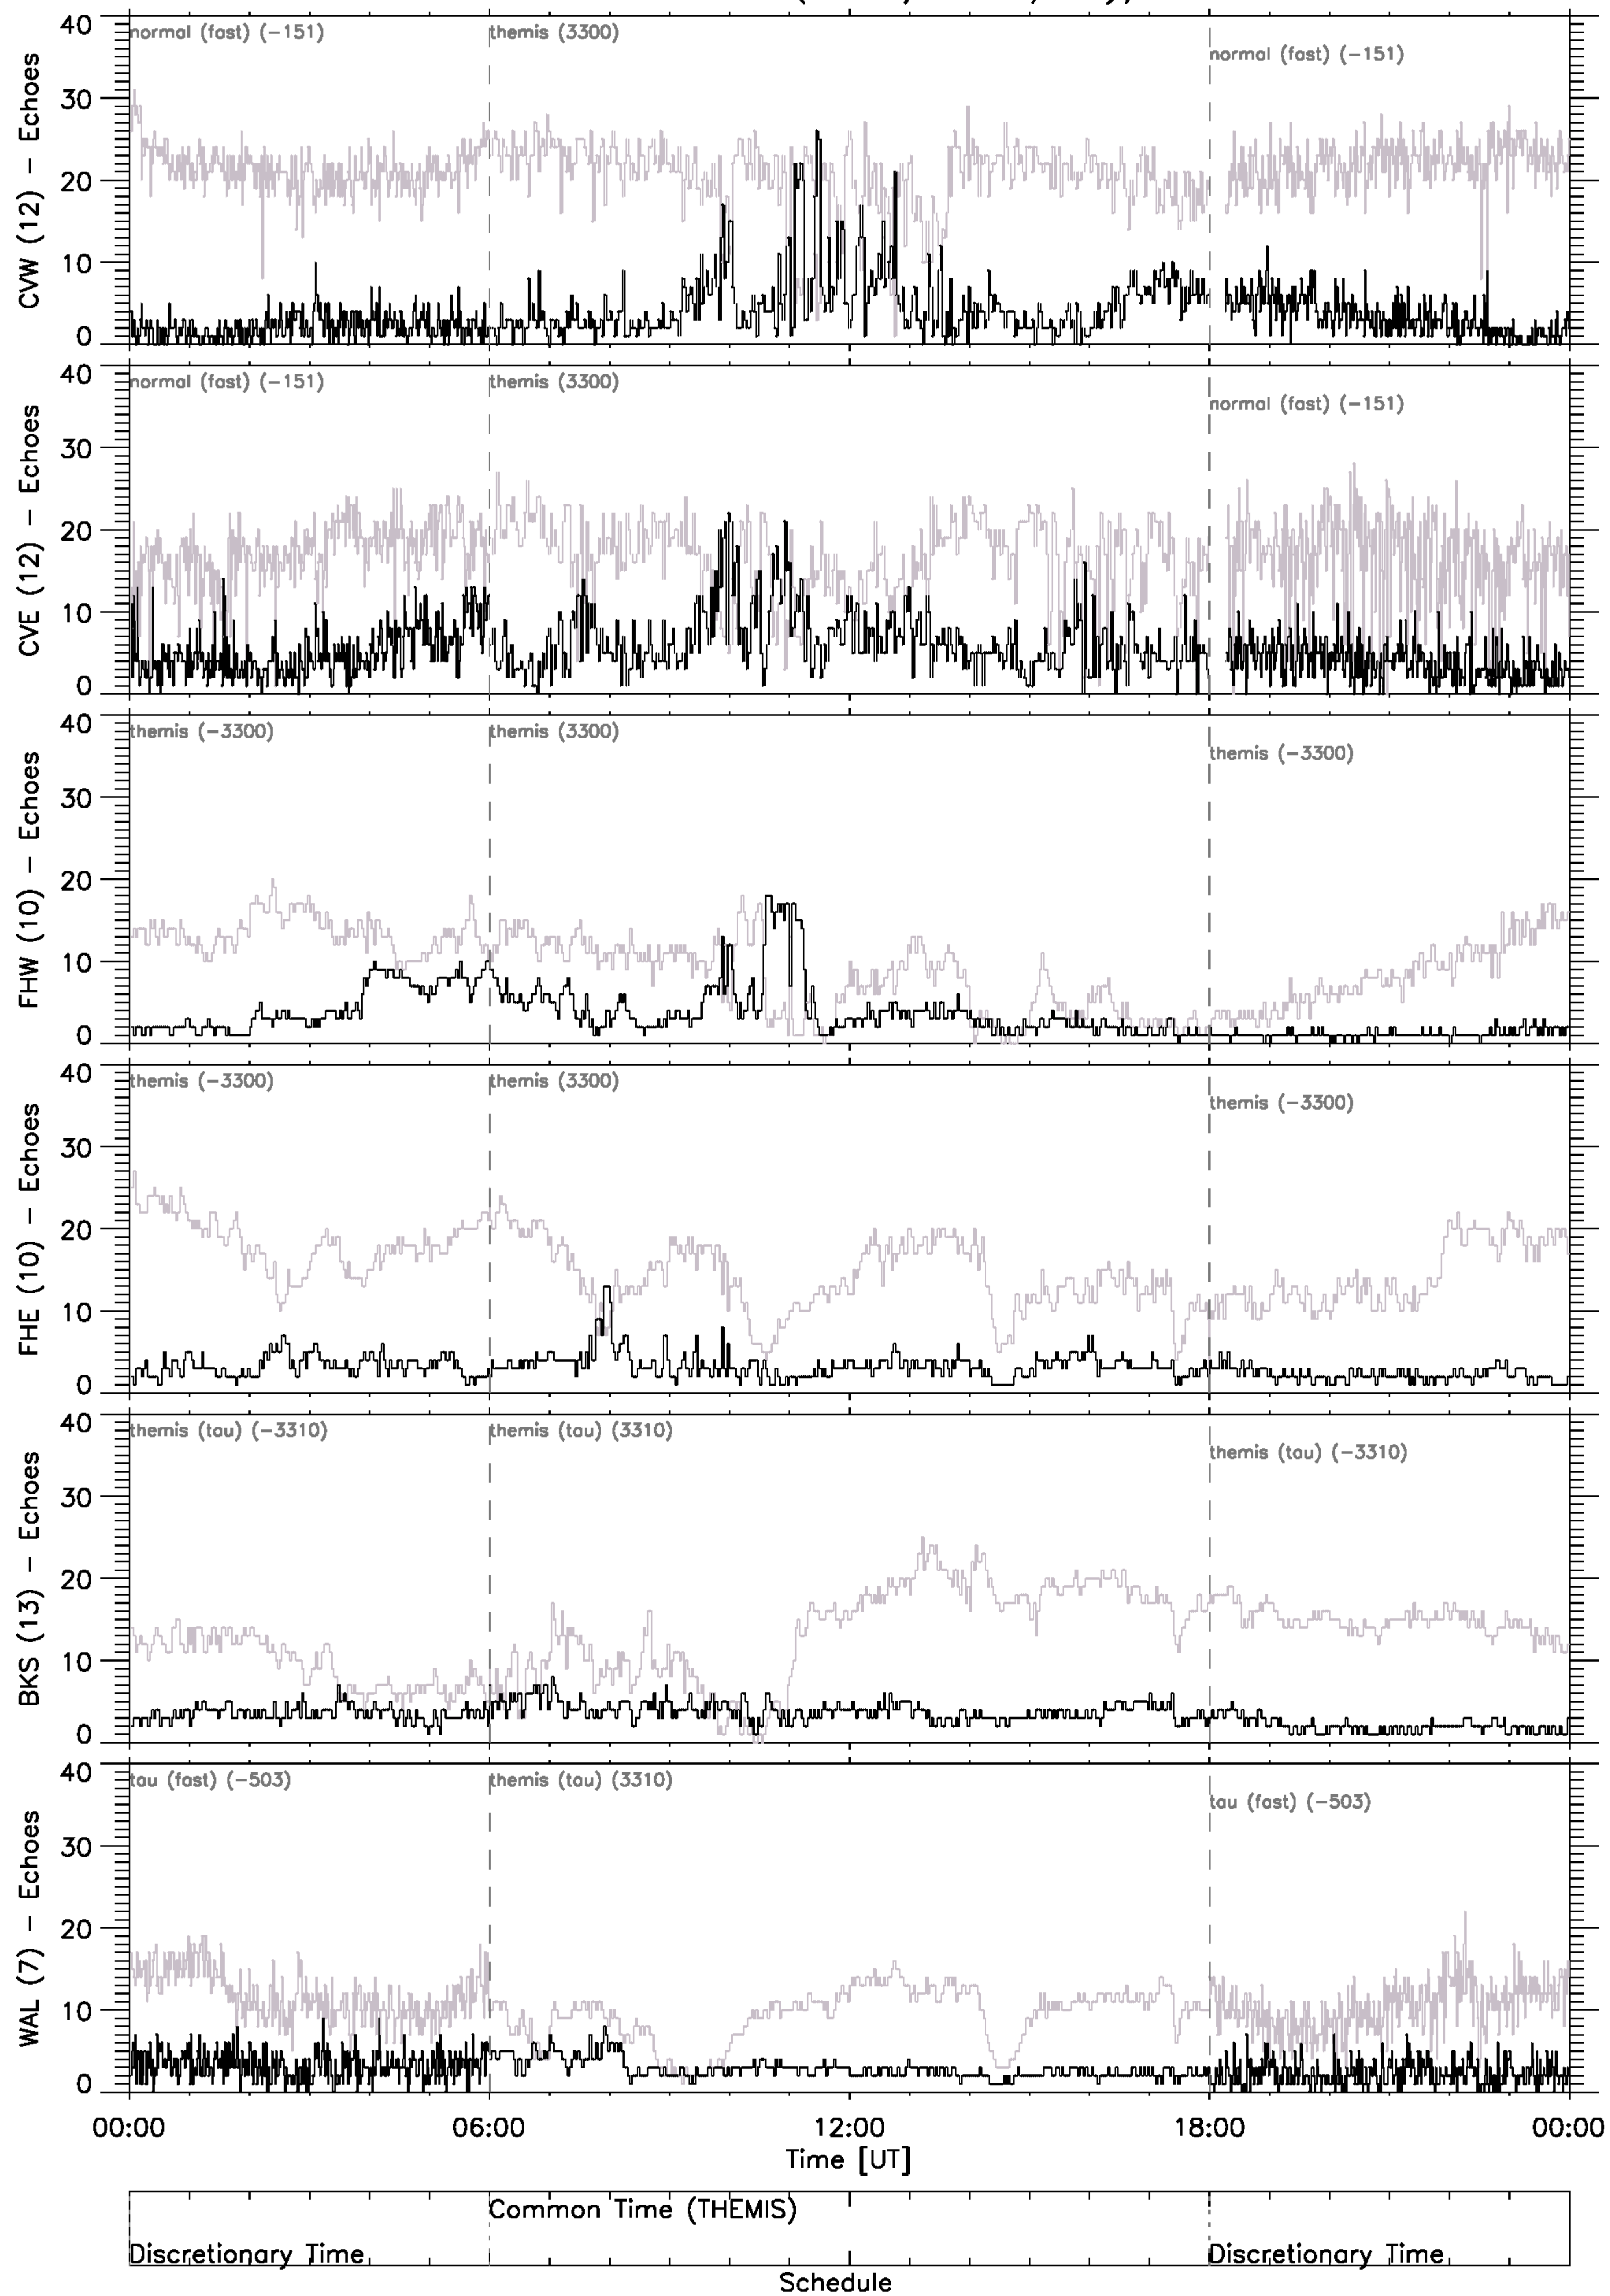 40 normal (fast) (-151) themis (3300)
normal (fast) (-151)
30
20
10
0
CVW (12) - Echoes
40 normal (fast) (-151) themis (3300)
normal (fast) (-151)
30
20
10
0
CVE (12) - Echoes
40 themis (-3300) themis (3300)
themis (-3300)
30
20
10
0
FHW (10) - Echoes
40 themis (-3300) themis (3300)
themis (-3300)
30
20
10
0
FHE (10) - Echoes
40 themis (tau) (-3310) themis (tau) (3310)
themis (tau) (-3310)
30
20
10
0
BKS (13) - Echoes
40 tau (fast) (-503) themis (tau) (3310)
tau (fast) (-503)
30
20
10
0
WAL (7) - Echoes
00:00 06:00 12:00 18:00 00:00
Time [UT]
Common Time (THEMIS)
Discretionary Time Discretionary Time
Schedule